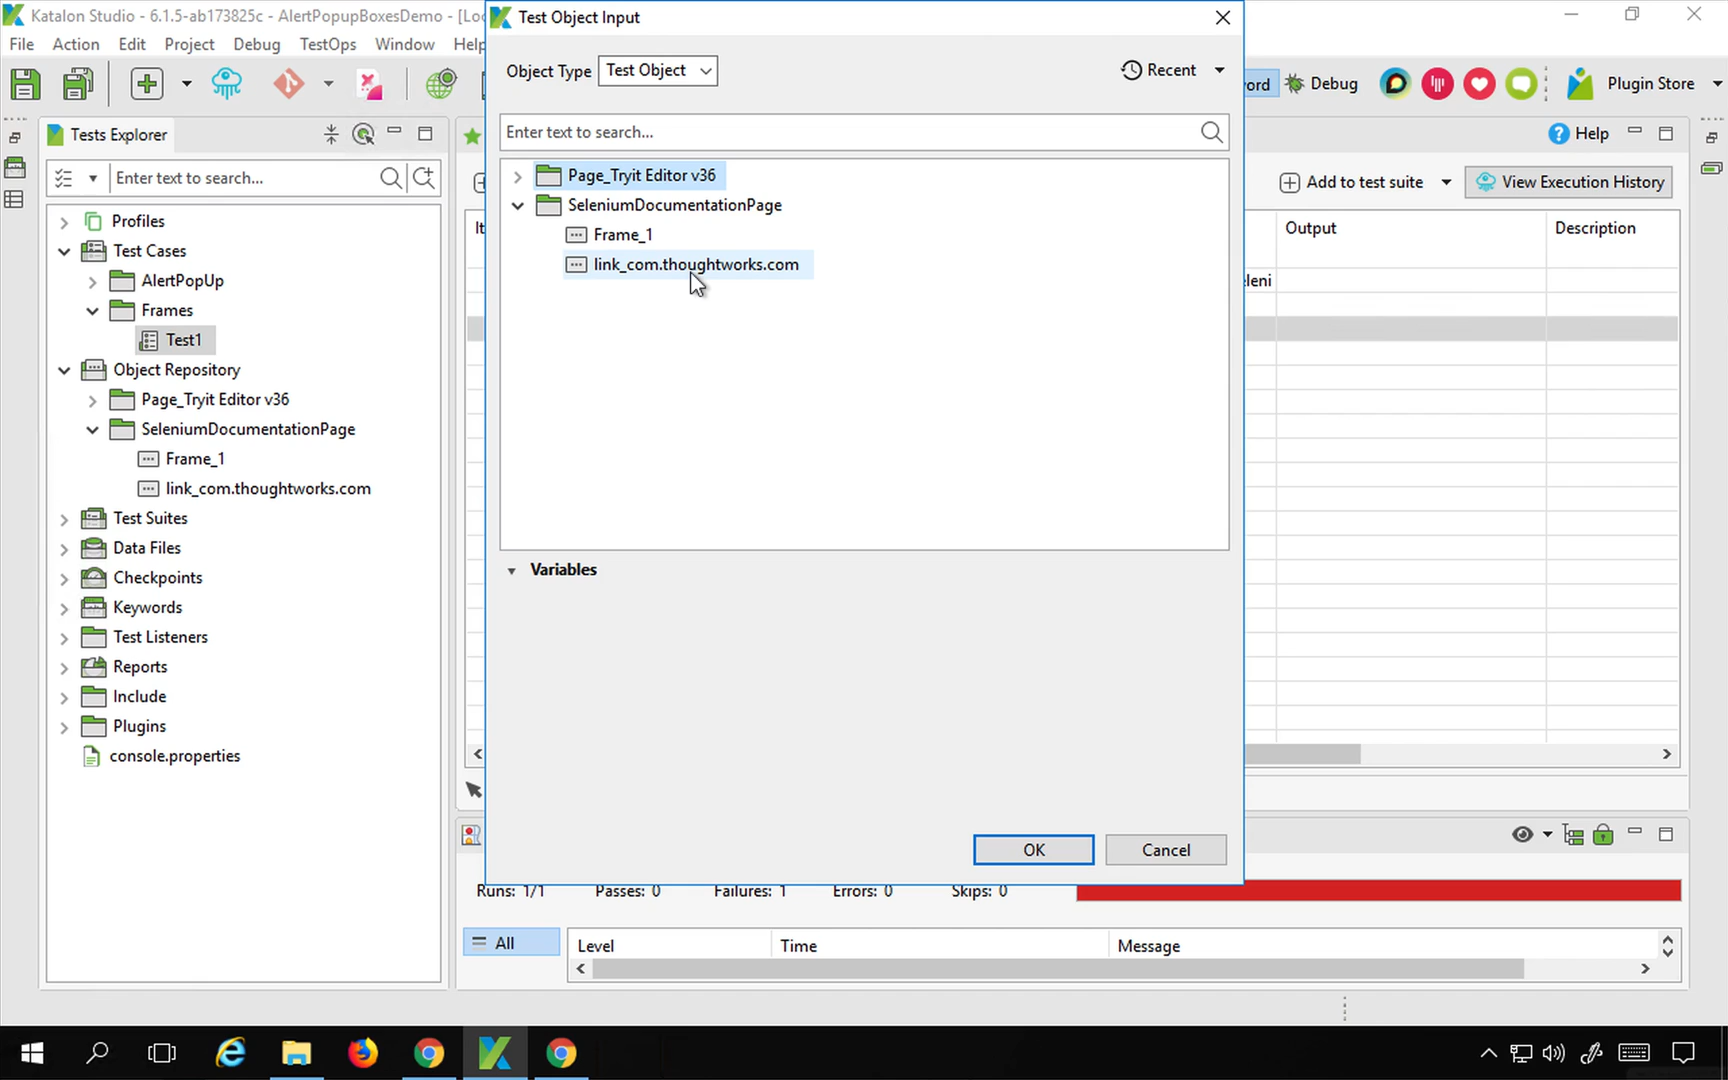 Katalon Studio - 6.1.5-ab173825c - AlertPopupBoxesDemo - [Loc
Test Object Input
File Action Edit Project Debug TestOps Window Help
Object Type Test Object Recent
ord Debug Plugin Store
Tests Explorer
Enter text to search...
Help
Enter text to search...
Add to test suite View Execution History
Page_Tryit Editor v36
SeleniumDocumentationPage
Frame_1
link_com.thoughtworks.com
It
Output Description
leni
Profiles
Test Cases
AlertPopUp
Frames
Test1
Object Repository
Page_Tryit Editor v36
SeleniumDocumentationPage
Frame_1
link_com.thoughtworks.com
Test Suites
Data Files
Checkpoints
Keywords
Test Listeners
Reports
Include
Plugins
console.properties
Variables
OK Cancel
Runs: 1/1 Passes: 0 Failures: 1 Errors: 0 Skips: 0
All Level Time Message